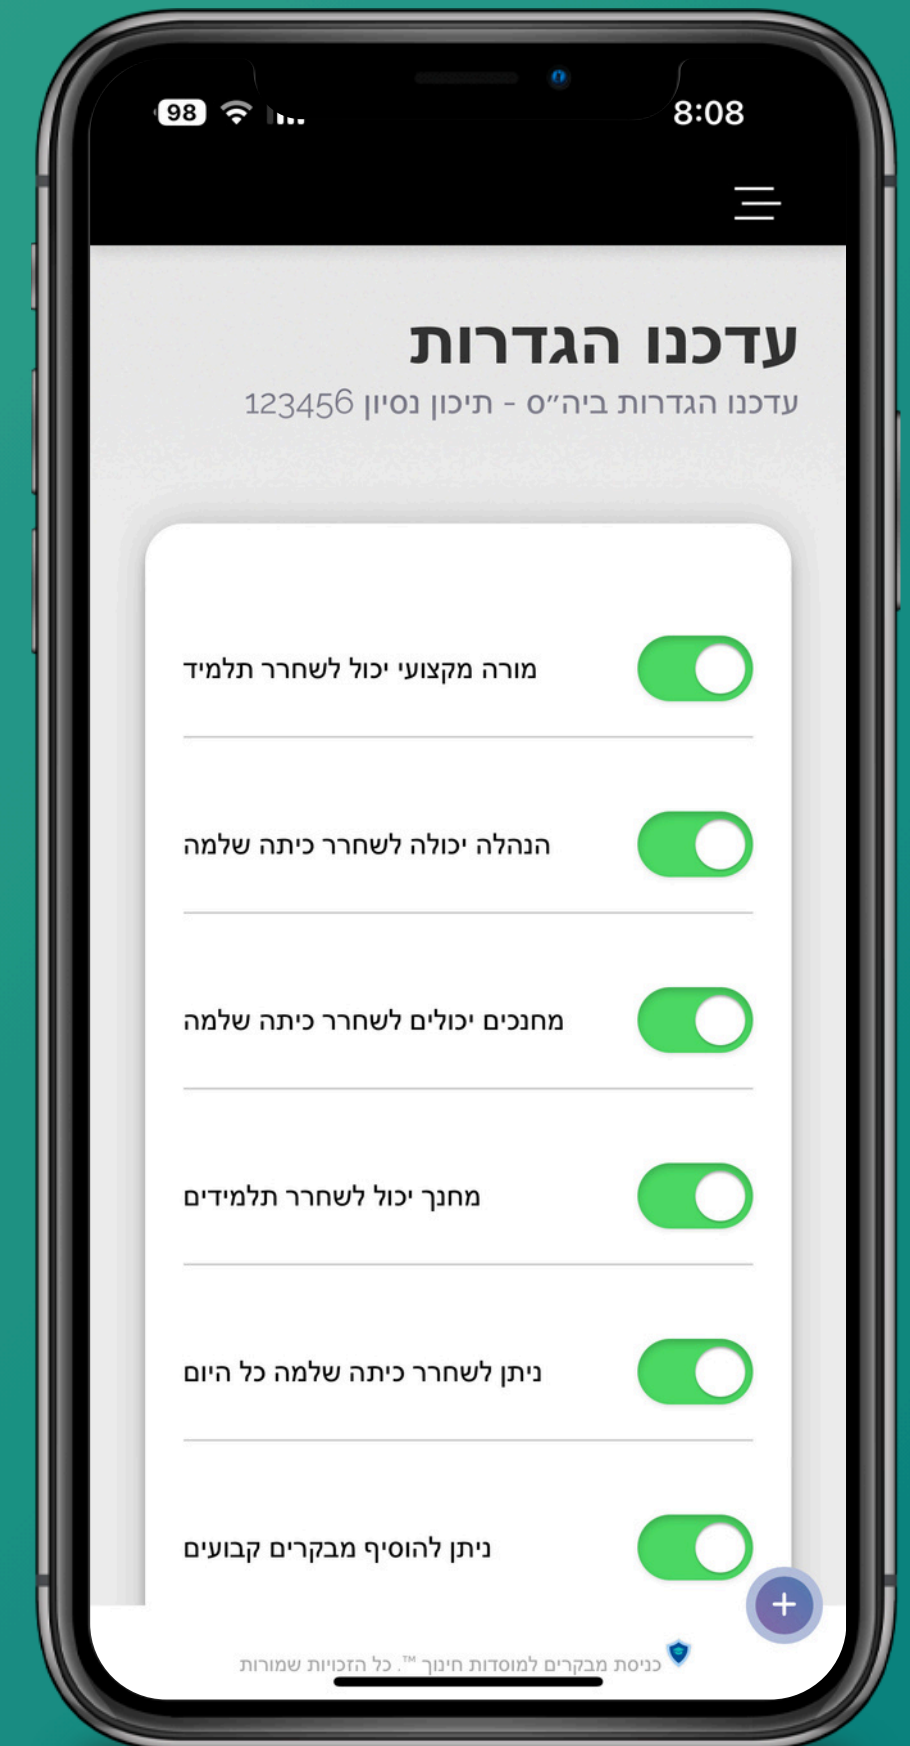 98
8:08
עדכנו הגדרות
עדכנו הגדרות ביה״ס - תיכון נסיון 123456
מורה מקצועי יכול לשחרר תלמיד
הנהלה יכולה לשחרר כיתה שלמה
מחנכים יכולים לשחרר כיתה שלמה
מחנך יכול לשחרר תלמידים
ניתן לשחרר כיתה שלמה כל היום
ניתן להוסיף מבקרים קבועים
+
כניסת מבקרים למוסדות חינוך ™. כל הזכויות שמורות